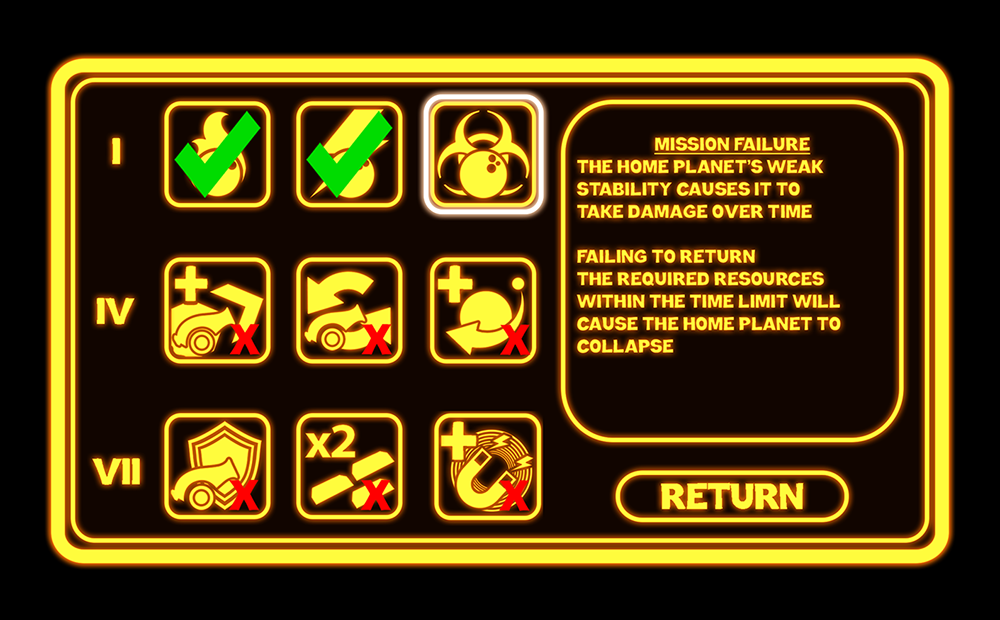 I
MISSION FAILURE
THE HOME PLANET'S WEAK
STABILITY CAUSES IT TO
TAKE DAMAGE OVER TIME
FAILING TO RETURN
THE REQUIRED RESOURCES
WITHIN THE TIME LIMIT WILL
CAUSE THE HOME PLANET TO
COLLAPSE
IV
X X X
VII
x2
X X X
RETURN